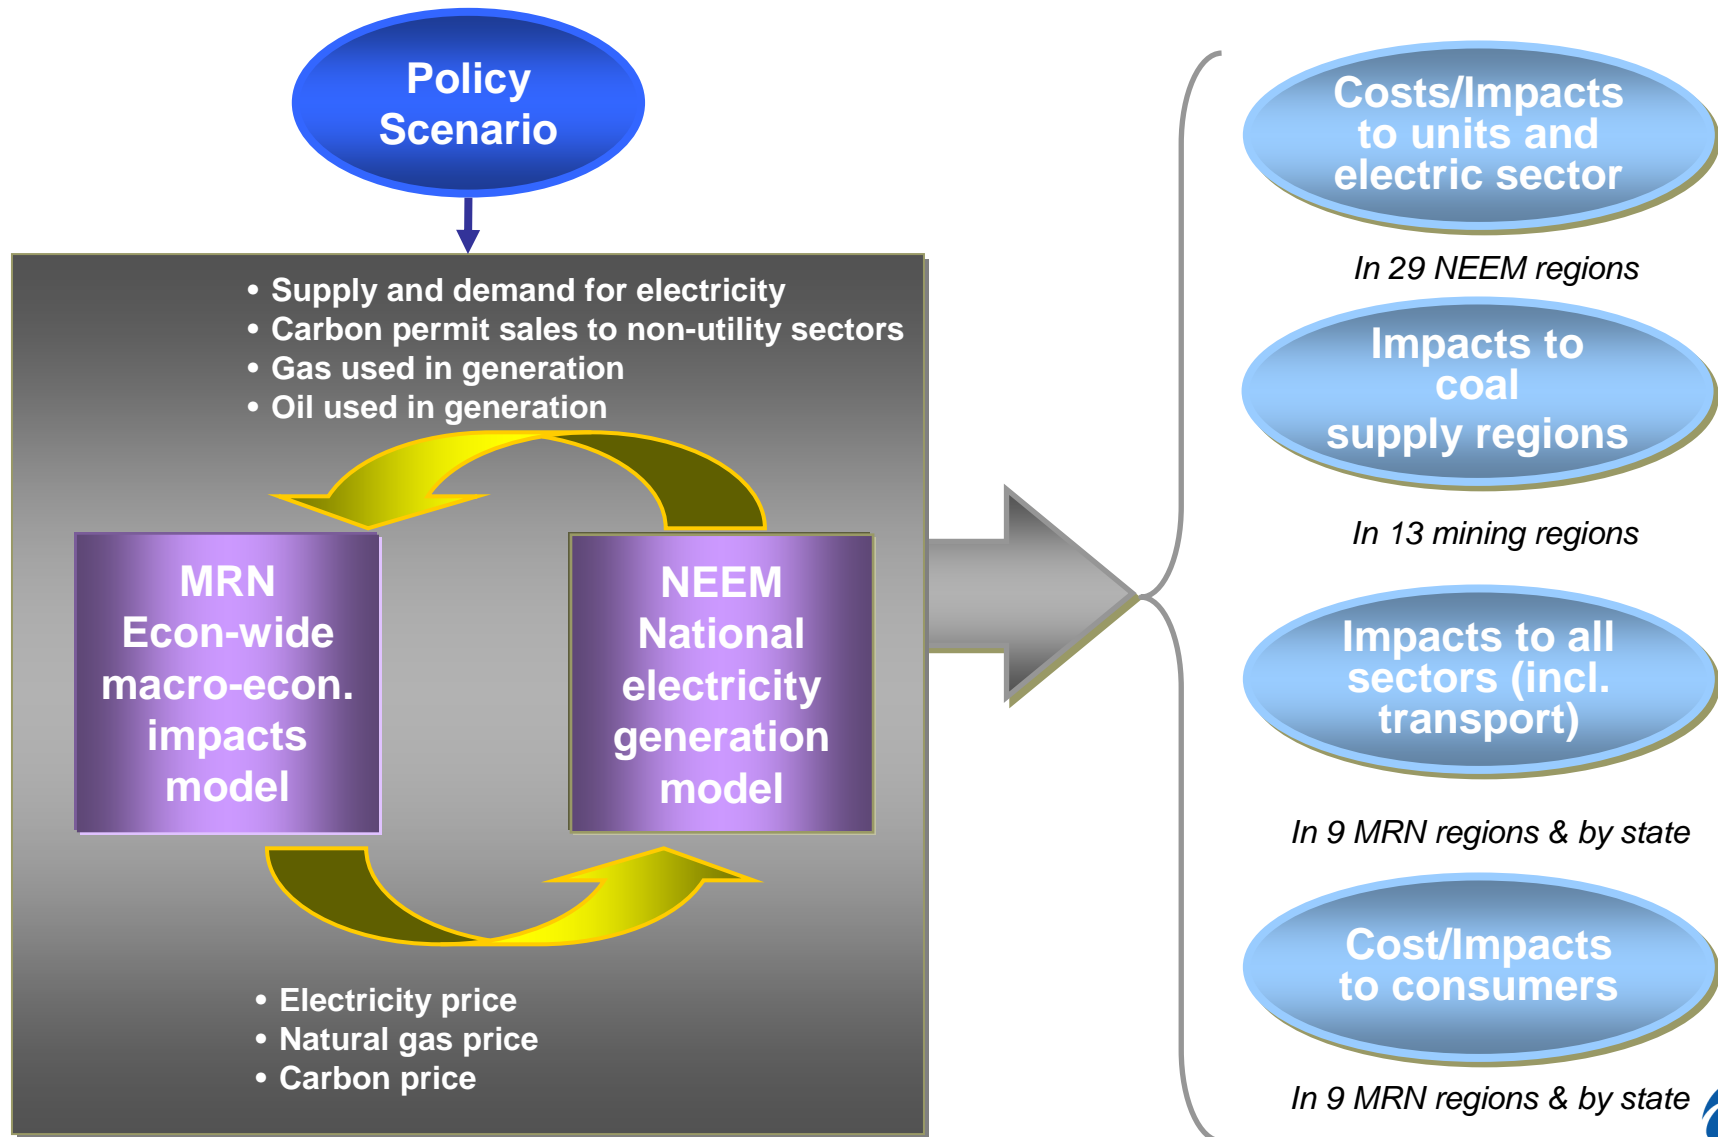 Policy
Scenario
• Supply and demand for electricity
• Carbon permit sales to non-utility sectors
• Gas used in generation
• Oil used in generation
MRN
Econ-wide
macro-econ.
impacts
model
NEEM
National
electricity
generation
model
• Electricity price
• Natural gas price
• Carbon price
Costs/Impacts
to units and
electric sector
In 29 NEEM regions
Impacts to
coal
supply regions
In 13 mining regions
Impacts to all
sectors (incl.
transport)
In 9 MRN regions & by state
Cost/Impacts
to consumers
In 9 MRN regions & by state